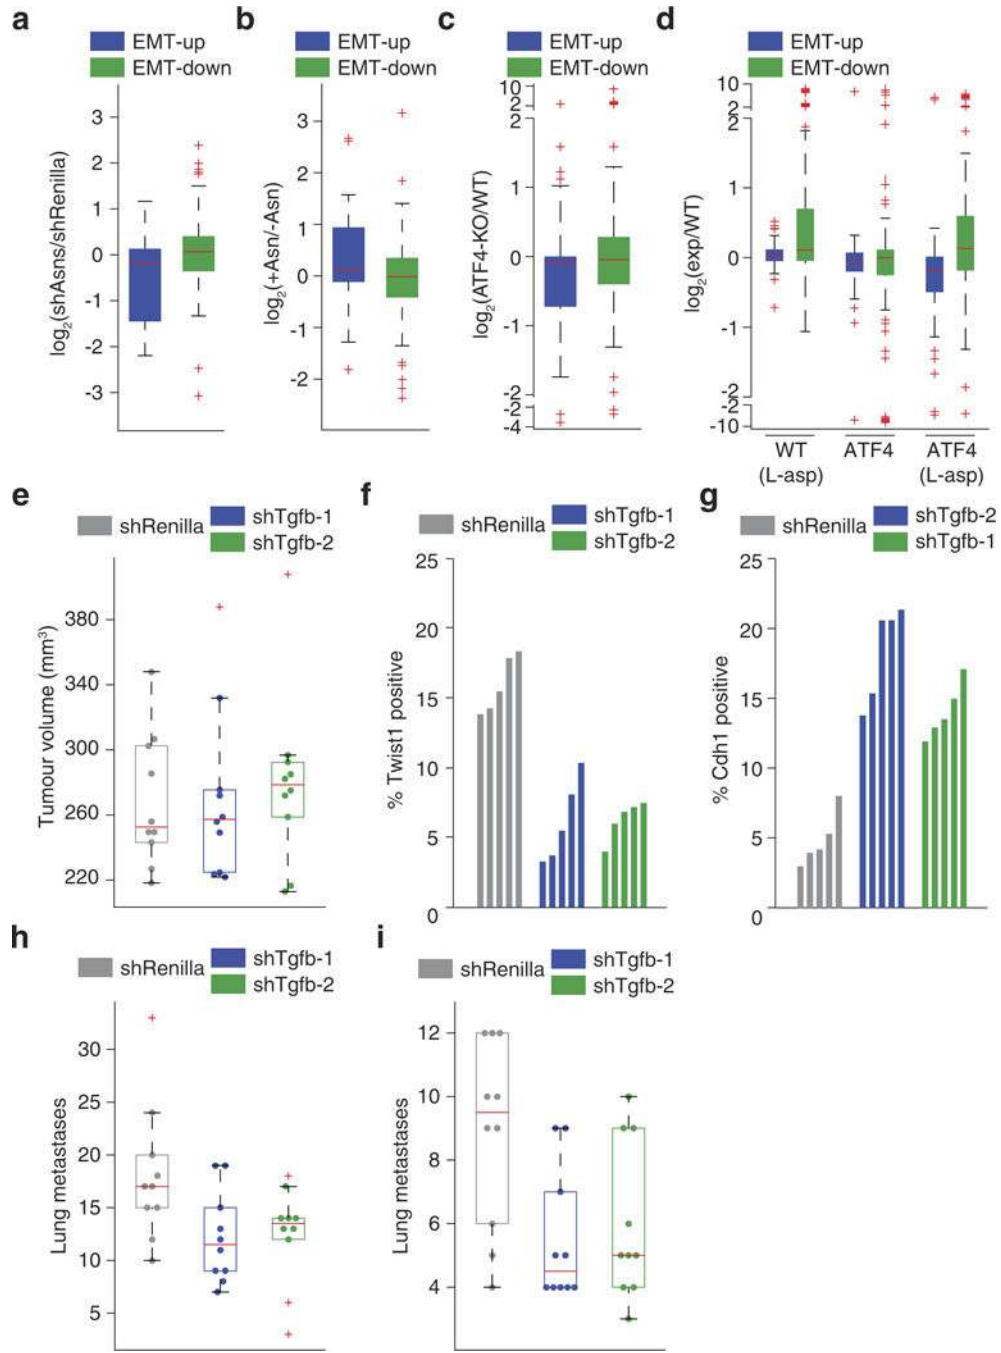 a
EMT-up
EMT-down
log2(shAsns/shRenilla)
3
2
1
0
-1
-2
-3
b
EMT-up
EMT-down
log2(+Asn/-Asn)
3
2
1
0
-1
-2
c
EMT-up
EMT-down
log2(ATF4-KO/WT)
10
2
2
1
0
-1
-2
-2
-4
d
EMT-up
EMT-down
log2(exp/WT)
10
2
2
1
0
-1
-2
-2
-10
WT
(L-asp)
ATF4
ATF4
(L-asp)
e
shRenilla
shTgfb-1
shTgfb-2
Tumour volume (mm³)
380
340
300
260
220
f
shRenilla
shTgfb-1
shTgfb-2
% Twist1 positive
25
20
15
10
5
0
g
shRenilla
shTgfb-2
shTgfb-1
% Cdh1 positive
25
20
15
10
5
0
h
shRenilla
shTgfb-1
shTgfb-2
Lung metastases
30
25
20
15
10
5
i
shRenilla
shTgfb-1
shTgfb-2
Lung metastases
12
10
8
6
4